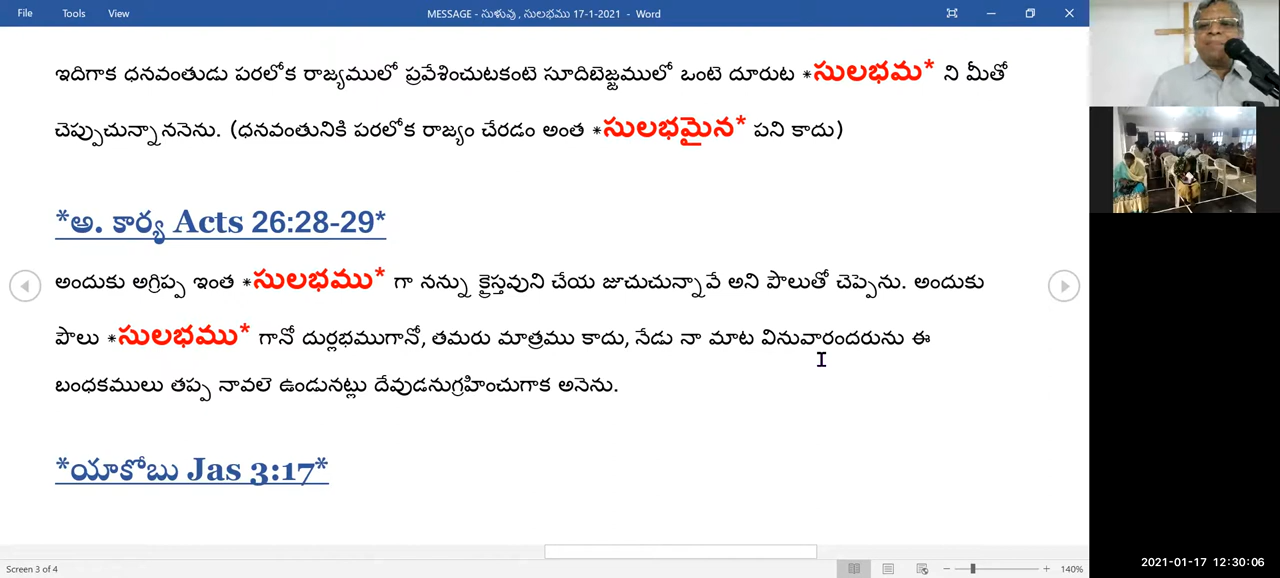 File Tools View MESSAGE - సుళువు , సులభము 17-1-2021 - Word
ఇదిగాక ధనవంతుడు పరలోక రాజ్యములో ప్రవేశించుటకంటె సూదిబెజ్జములో ఒంటె దూరుట *సులభమ* ని మీతో
చెప్పుచున్నాననెను. (ధనవంతునికి పరలోక రాజ్యం చేరడం అంత *సులభమైన* పని కాదు)
*అ. కార్య Acts 26:28-29*
అందుకు అగ్రిప్ప ఇంత *సులభము* గా నన్ను క్రైస్తవుని చేయ జూచుచున్నావే అని పౌలుతో చెప్పెను. అందుకు
పౌలు *సులభము* గానో దుర్లభముగానో, తమరు మాత్రము కాదు, నేడు నా మాట వినువారందరును ఈ
బంధకములు తప్ప నావలె ఉండునట్లు దేవుడనుగ్రహించుగాక అనెను.
*యాకోబు Jas 3:17*
Screen 3 of 4 140%
2021-01-17 12:30:06